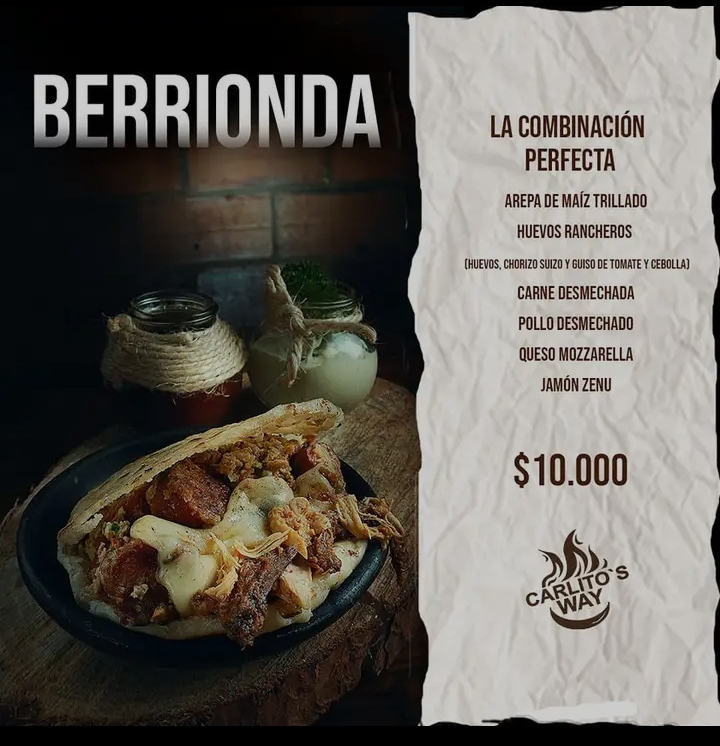 BERRIONDA
LA COMBINACIÓN
PERFECTA
AREPA DE MAÍZ TRILLADO
HUEVOS RANCHEROS
(HUEVOS, CHORIZO SUIZO Y GUISO DE TOMATE Y CEBOLLA)
CARNE DESMECHADA
POLLO DESMECHADO
QUESO MOZZARELLA
JAMÓN ZENU
$10.000
CARLITO'S
WAY